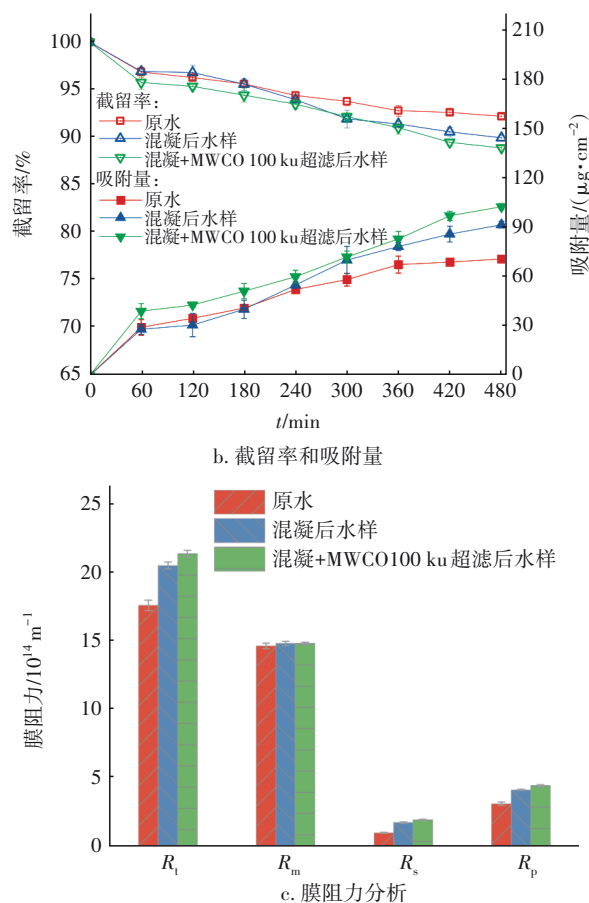 100
95
90
85
80
75
70
65
截留率/%
截留率：
原水
混凝后水样
混凝+MWCO 100 ku超滤后水样
吸附量：
原水
混凝后水样
混凝+MWCO 100 ku超滤后水样
210
180
150
120
90
60
30
0
吸附量/(μg·cm⁻²)
0 60 120 180 240 300 360 420 480
t/min
b. 截留率和吸附量
25
20
15
10
5
0
膜阻力/10¹⁴ m⁻¹
原水
混凝后水样
混凝+MWCO100 ku超滤后水样
Rt Rm Rs Rp
c. 膜阻力分析